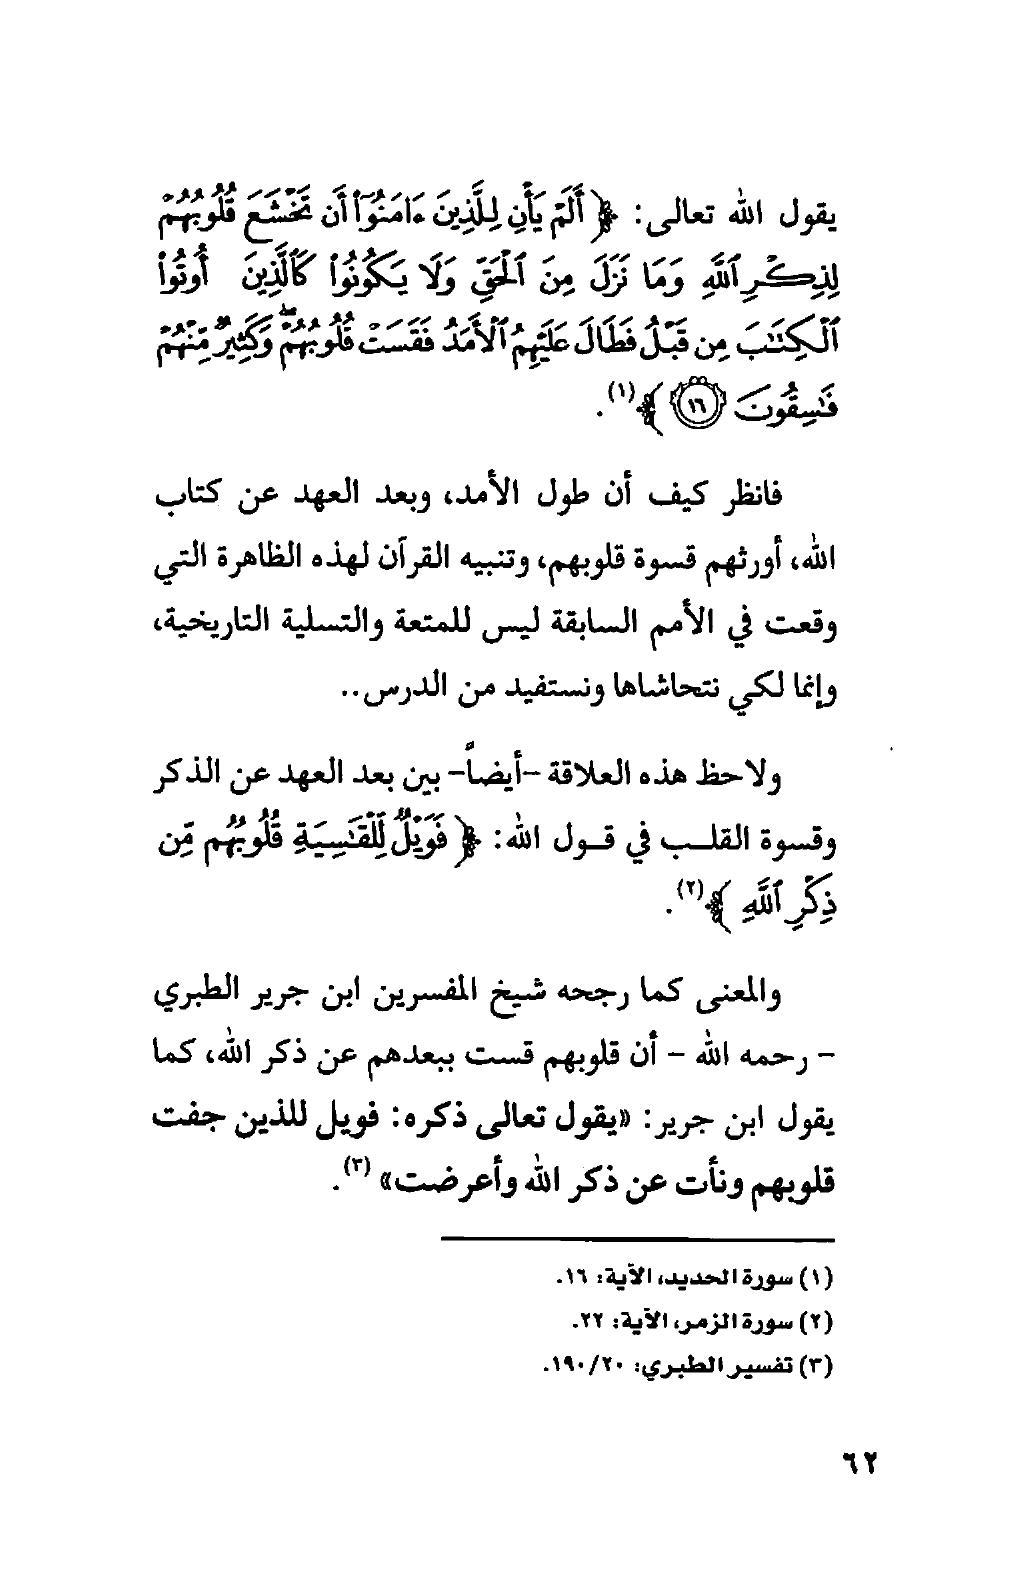 يقول الله تعالى: ﴿ أَلَمْ يَأْنِ لِلَّذِينَ ءَامَنُوٓا۟ أَن تَخْشَعَ قُلُوبُهُمْ
لِذِكْرِ ٱللَّهِ وَمَا نَزَلَ مِنَ ٱلْحَقِّ وَلَا يَكُونُوا۟ كَٱلَّذِينَ أُوتُوا۟
ٱلْكِتَٰبَ مِن قَبْلُ فَطَالَ عَلَيْهِمُ ٱلْأَمَدُ فَقَسَتْ قُلُوبُهُمْ ۖ وَكَثِيرٌ مِّنْهُمْ
فَٰسِقُونَ ١٦ ﴾(١).
فانظر كيف أن طول الأمد، وبعد العهد عن كتاب
الله، أورثهم قسوة قلوبهم، وتنبيه القرآن لهذه الظاهرة التي
وقعت في الأمم السابقة ليس للمتعة والتسلية التاريخية،
وإنما لكي نتحاشاها ونستفيد من الدرس..
ولاحظ هذه العلاقة -أيضاً- بين بعد العهد عن الذكر
وقسوة القلب في قول الله: ﴿ فَوَيْلٌ لِّلْقَٰسِيَةِ قُلُوبُهُم مِّن
ذِكْرِ ٱللَّهِ ﴾(٢).
والمعنى كما رجحه شيخ المفسرين ابن جرير الطبري
- رحمه الله - أن قلوبهم قست ببعدهم عن ذكر الله، كما
يقول ابن جرير: «يقول تعالى ذكره: فويل للذين جفت
قلوبهم ونأت عن ذكر الله وأعرضت» (٣).
(١) سورة الحديد، الآية: ١٦.
(٢) سورة الزمر، الآية: ٢٢.
(٣) تفسير الطبري: ١٩٠/٢٠.
٦٢